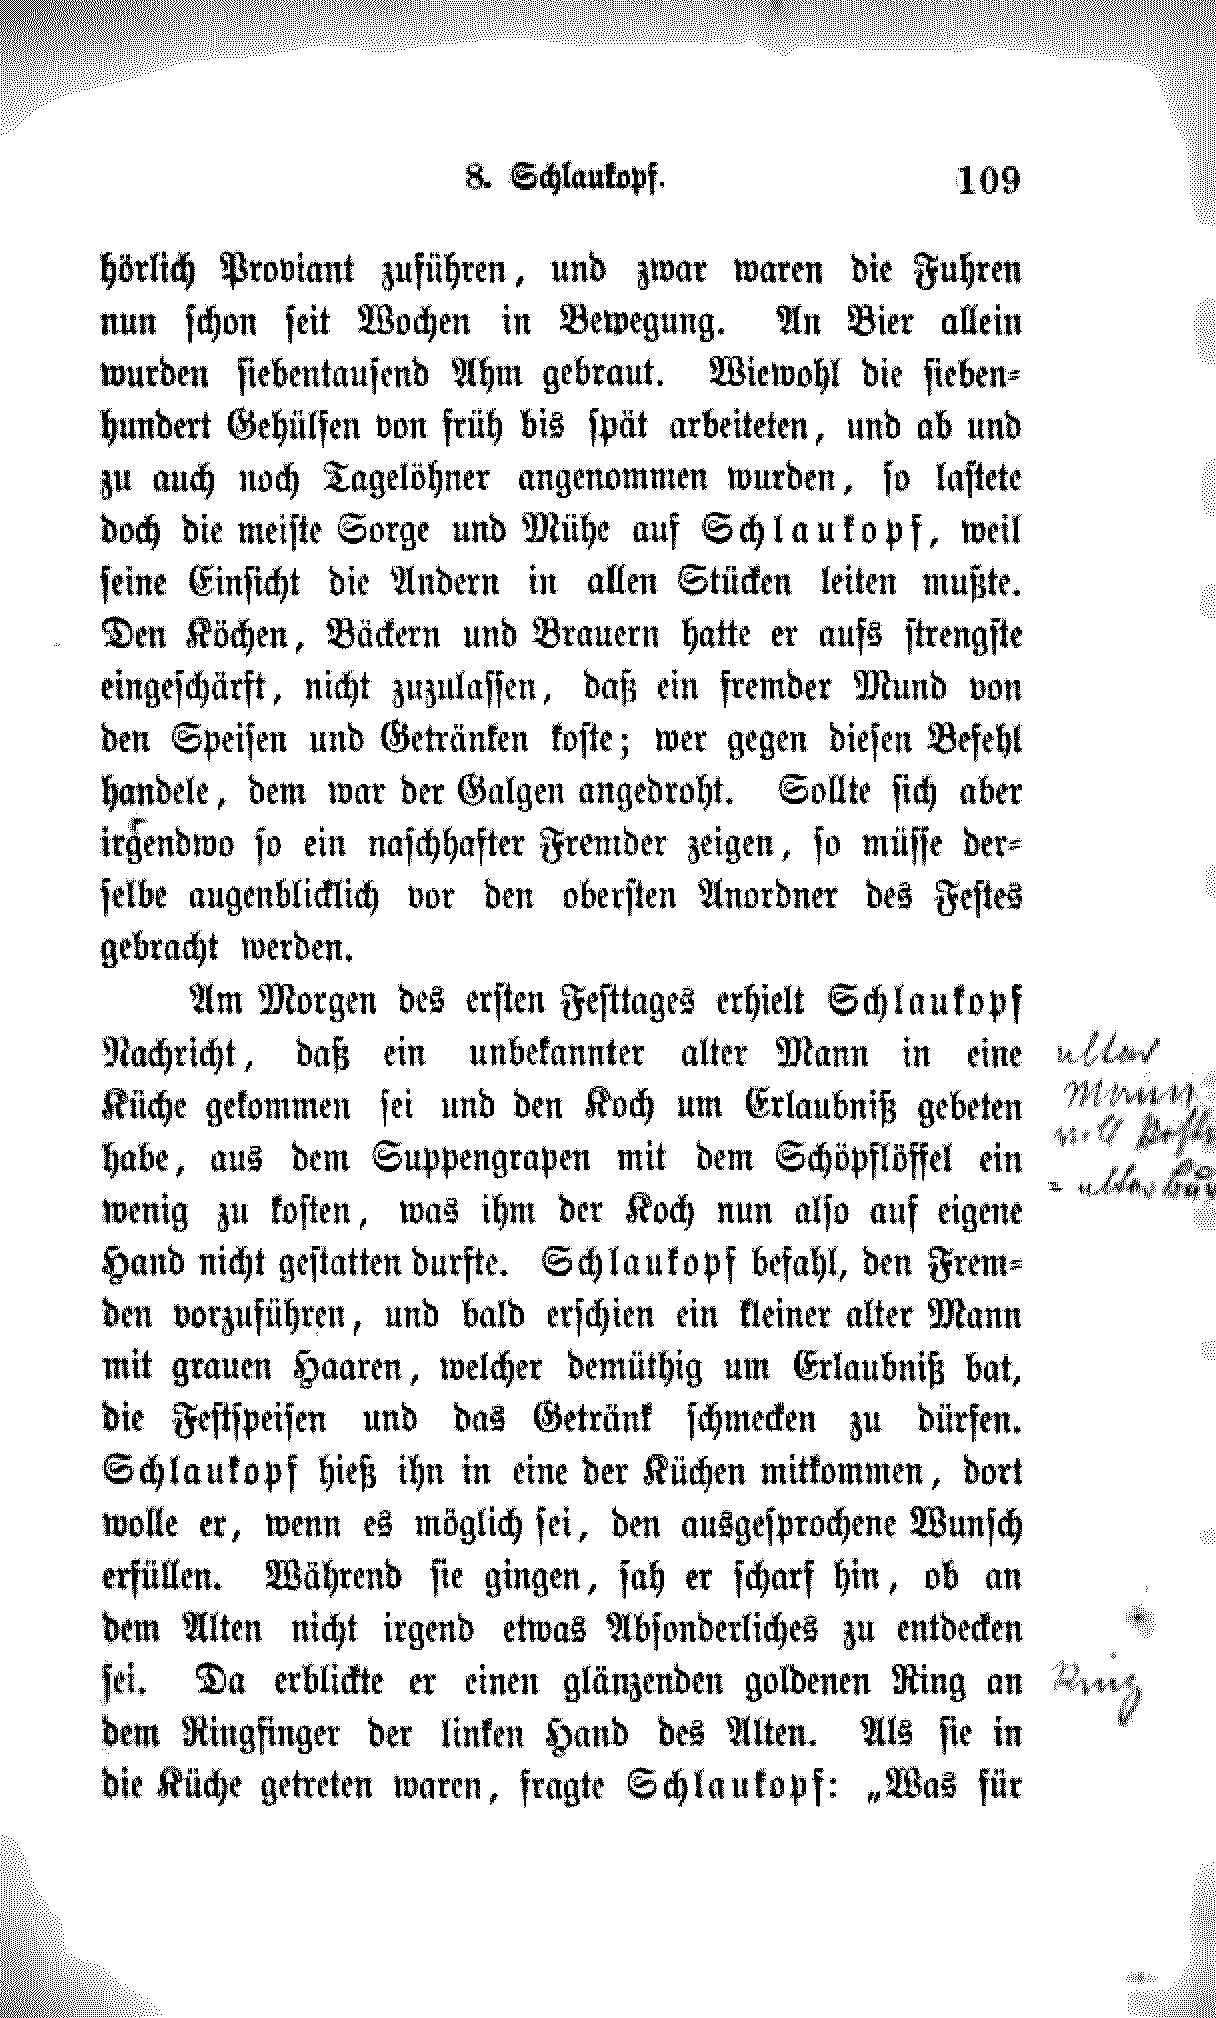 8. Schlaukopf. 109
hörlich Proviant zuführen, und zwar waren die Fuhren
nun schon seit Wochen in Bewegung. An Bier allein
wurden siebentausend Ahm gebraut. Wiewohl die sieben-
hundert Gehülfen von früh bis spät arbeiteten, und ab und
zu auch noch Tagelöhner angenommen wurden, so lastete
doch die meiste Sorge und Mühe auf Schlaukopf, weil
seine Einsicht die Andern in allen Stücken leiten mußte.
Den Köchen, Bäckern und Brauern hatte er aufs strengste
eingeschärft, nicht zuzulassen, daß ein fremder Mund von
den Speisen und Getränken koste; wer gegen diesen Befehl
handele, dem war der Galgen angedroht. Sollte sich aber
irgendwo so ein naschhafter Fremder zeigen, so müsse der-
selbe augenblicklich vor den obersten Anordner des Festes
gebracht werden.
Am Morgen des ersten Festtages erhielt Schlaukopf
Nachricht, daß ein unbekannter alter Mann in eine
Küche gekommen sei und den Koch um Erlaubniß gebeten
habe, aus dem Suppengrapen mit dem Schöpflöffel ein
wenig zu kosten, was ihm der Koch nun also auf eigene
Hand nicht gestatten durfte. Schlaukopf befahl, den Frem-
den vorzuführen, und bald erschien ein kleiner alter Mann
mit grauen Haaren, welcher demüthig um Erlaubniß bat,
die Festspeisen und das Getränk schmecken zu dürfen.
Schlaukopf hieß ihn in eine der Küchen mitkommen, dort
wolle er, wenn es möglich sei, den ausgesprochene Wunsch
erfüllen. Während sie gingen, sah er scharf hin, ob an
dem Alten nicht irgend etwas Absonderliches zu entdecken
sei. Da erblickte er einen glänzenden goldenen Ring an
dem Ringfinger der linken Hand des Alten. Als sie in
die Küche getreten waren, fragte Schlaukopf: „Was für
alter
Mann
Ring